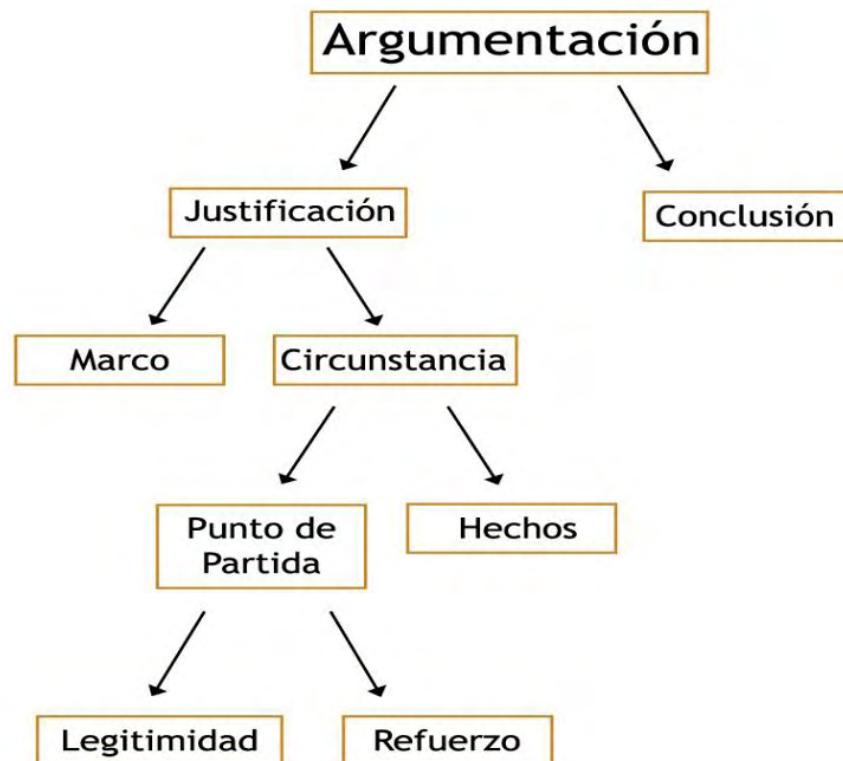 Argumentación
Justificación
Conclusión
Marco
Circunstancia
Punto de
Partida
Hechos
Legitimidad
Refuerzo